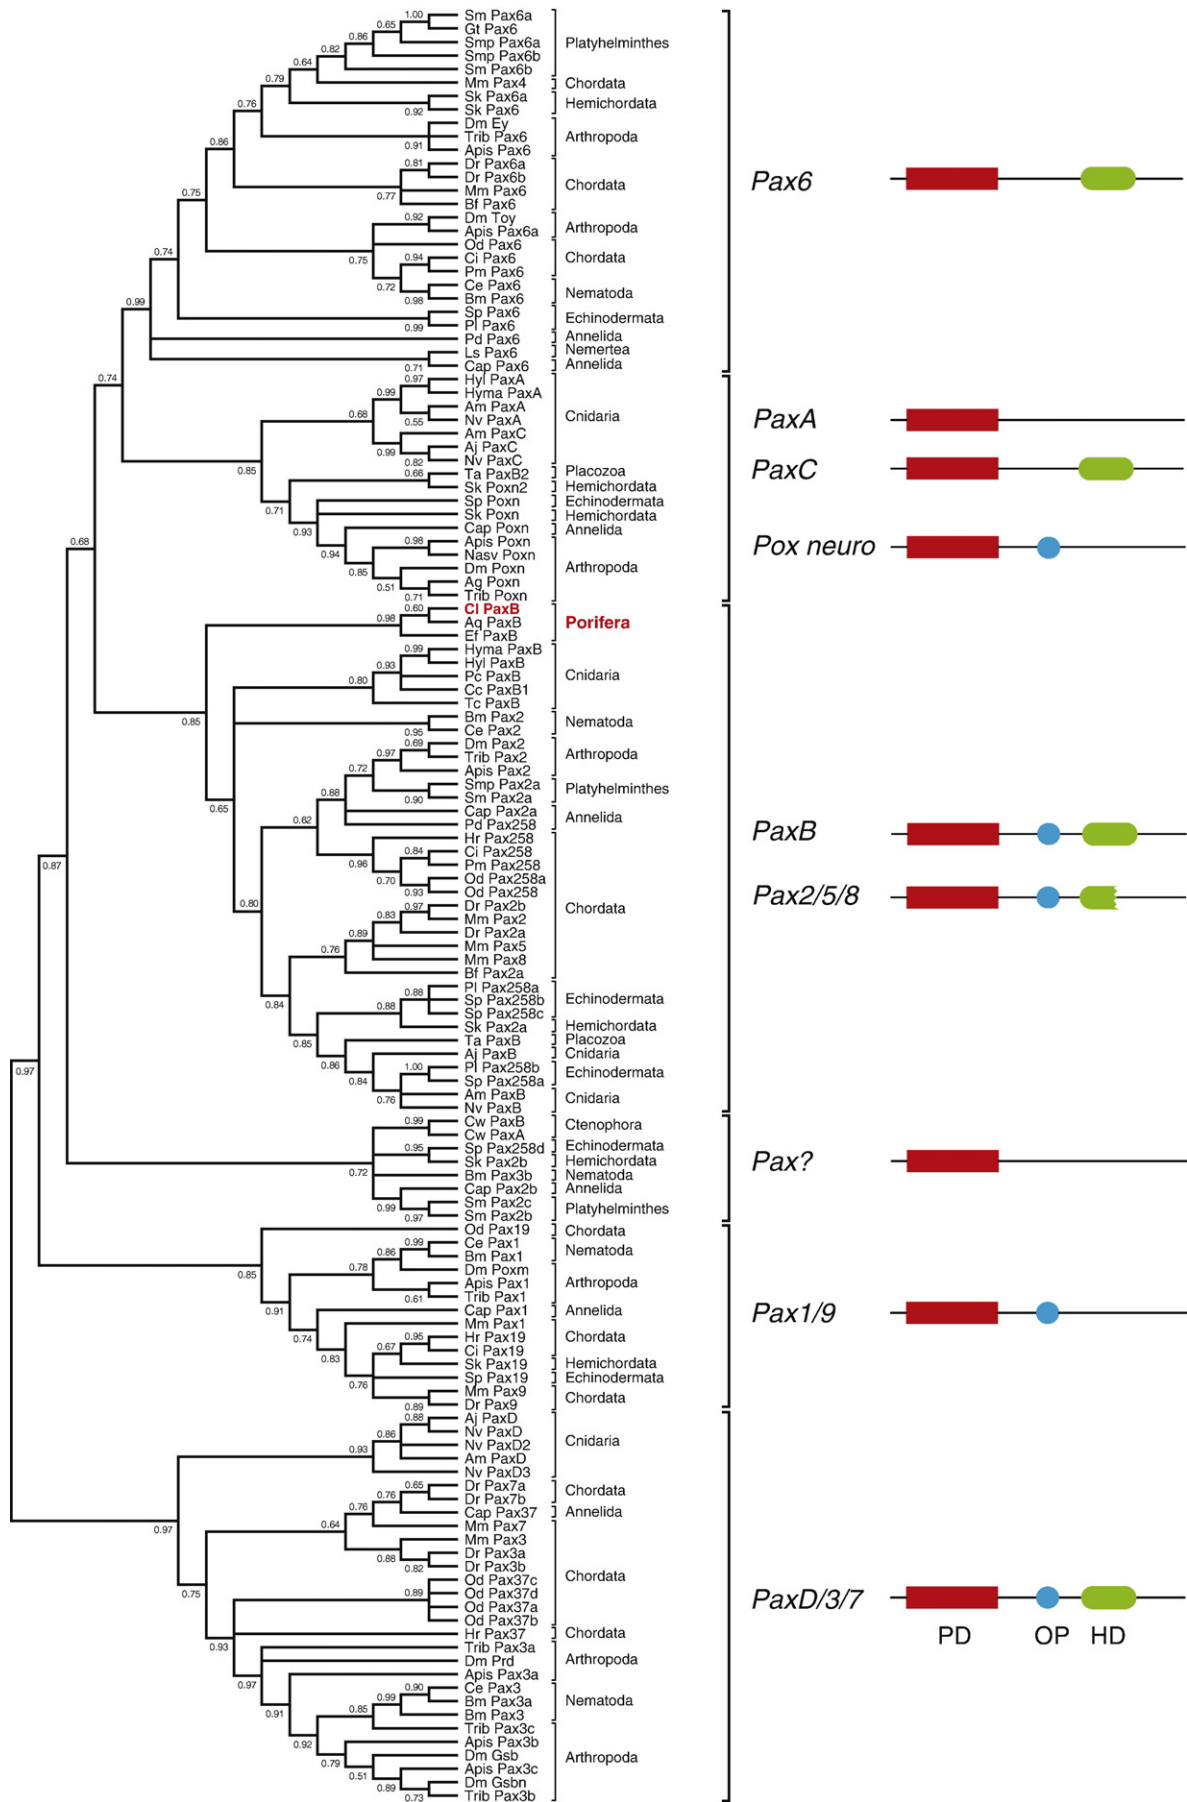 Sm Pax6a
1.00
Gt Pax6
0.65
Smp Pax6a
Platyhelminthes
0.86
Smp Pax6b
0.82
Sm Pax6b
0.64
Mm Pax4
Chordata
0.79
Sk Pax6a
Hemichordata
0.76
Sk Pax6
0.92
Dm Ey
Trib Pax6
Arthropoda
0.86
Apis Pax6
0.91
Dr Pax6a
0.81
Dr Pax6b
Chordata
Pax6
0.75
Mm Pax6
0.77
Bf Pax6
Dm Toy
0.92
Apis Pax6a
Arthropoda
0.74
Od Pax6
0.75
Ci Pax6
Chordata
0.94
Pm Pax6
Ce Pax6
0.72
Nematoda
Bm Pax6
0.98
0.99
Sp Pax6
Echinodermata
Pl Pax6
0.99
Pd Pax6
Annelida
Ls Pax6
Nemertea
Cap Pax6
0.71
Annelida
0.74
Hyl PaxA
0.97
Hyma PaxA
0.99
Am PaxA
Cnidaria
0.68
Nv PaxA
0.55
PaxA
Am PaxC
Aj PaxC
0.99
Nv PaxC
0.82
PaxC
0.85
Ta PaxB2
0.66
Placozoa
Sk Poxn2
Hemichordata
0.71
Sp Poxn
Echinodermata
Sk Poxn
Hemichordata
0.93
Cap Poxn
Annelida
Apis Poxn
0.98
Pox neuro
0.94
Nasv Poxn
0.68
Dm Poxn
Arthropoda
0.85
Ag Poxn
0.51
Trib Poxn
0.71
Cl PaxB
0.60
Aq PaxB
Porifera
0.98
Ef PaxB
Hyma PaxB
0.99
Hyl PaxB
0.93
Pc PaxB
Cnidaria
0.80
Cc PaxB1
Tc PaxB
0.85
Bm Pax2
Nematoda
Ce Pax2
0.95
Dm Pax2
0.69
Trib Pax2
Arthropoda
0.97
Apis Pax2
0.72
Smp Pax2a
Platyhelminthes
Sm Pax2a
0.90
0.88
0.65
Cap Pax2a
Annelida
Pd Pax258
0.62
Hr Pax258
PaxB
Ci Pax258
0.84
0.96
Pm Pax258
0.70
Od Pax258a
0.87
Od Pax258
0.93
Pax2/5/8
0.80
Dr Pax2b
0.97
Chordata
Mm Pax2
0.83
Dr Pax2a
0.89
Mm Pax5
0.76
Mm Pax8
Bf Pax2a
Pl Pax258a
0.88
Sp Pax258b
Echinodermata
0.84
0.88
Sp Pax258c
Sk Pax2a
Hemichordata
0.85
Ta PaxB
Placozoa
0.86
Aj PaxB
Cnidaria
0.97
Pl Pax258b
1.00
Echinodermata
0.84
Sp Pax258a
Am PaxB
0.76
Cnidaria
Nv PaxB
Cw PaxB
0.99
Ctenophora
Cw PaxA
Sp Pax258d
0.95
Echinodermata
Sk Pax2b
Hemichordata
Pax?
0.72
Bm Pax3b
Nematoda
Cap Pax2b
Annelida
0.99
Sm Pax2c
Platyhelminthes
Sm Pax2b
0.97
Od Pax19
Chordata
Ce Pax1
0.99
Nematoda
Bm Pax1
0.86
0.85
Dm Poxm
0.78
Apis Pax1
Arthropoda
Trib Pax1
0.61
0.91
Cap Pax1
Annelida
Pax1/9
Mm Pax1
0.74
Hr Pax19
0.95
Chordata
0.67
Ci Pax19
0.83
Sk Pax19
Hemichordata
0.76
Sp Pax19
Echinodermata
Mm Pax9
Chordata
Dr Pax9
0.89
Aj PaxD
0.88
Nv PaxD
0.86
Nv PaxD2
Cnidaria
0.93
Am PaxD
Nv PaxD3
Dr Pax7a
0.65
Chordata
0.76
Dr Pax7b
0.76
Cap Pax37
Annelida
0.97
0.64
Mm Pax7
Mm Pax3
0.88
Dr Pax3a
0.82
Dr Pax3b
Chordata
0.75
Od Pax37c
0.89
Od Pax37d
PaxD/3/7
Od Pax37a
Od Pax37b
Hr Pax37
Chordata
PD OP HD
0.93
Trib Pax3a
Dm Prd
Arthropoda
0.97
Apis Pax3a
Ce Pax3
0.90
0.99
Bm Pax3a
Nematoda
0.91
0.85
Bm Pax3
Trib Pax3c
0.92
Apis Pax3b
Dm Gsb
Arthropoda
0.79
Apis Pax3c
0.51
Dm Gsbn
0.89
Trib Pax3b
0.73